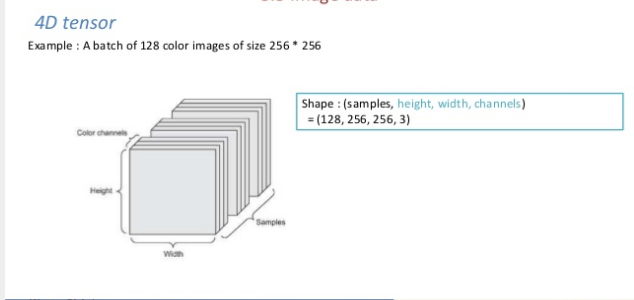 4D tensor
Example : A batch of 128 color images of size 256 * 256
Shape : (samples, height, width, channels)
= (128, 256, 256, 3)
Color channels
Height
Samples
Width